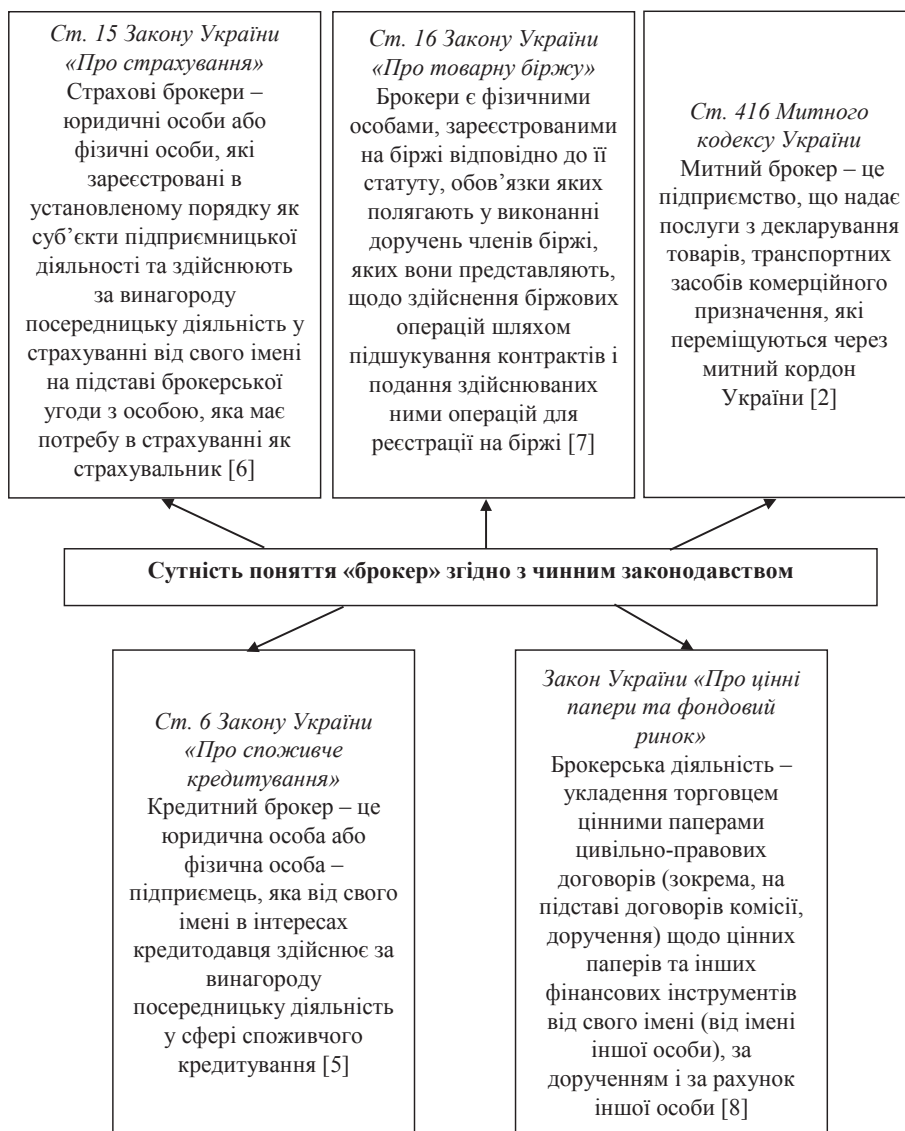 Ст. 15 Закону України
«Про страхування»
Страхові брокери –
юридичні особи або
фізичні особи, які
зареєстровані в
установленому порядку як
суб’єкти підприємницької
діяльності та здійснюють
за винагороду
посередницьку діяльність у
страхуванні від свого імені
на підставі брокерської
угоди з особою, яка має
потребу в страхуванні як
страхувальник [6]
Ст. 16 Закону України
«Про товарну біржу»
Брокери є фізичними
особами, зареєстрованими
на біржі відповідно до її
статуту, обов’язки яких
полягають у виконанні
доручень членів біржі,
яких вони представляють,
щодо здійснення біржових
операцій шляхом
підшукування контрактів і
подання здійснюваних
ними операцій для
реєстрації на біржі [7]
Ст. 416 Митного
кодексу України
Митний брокер – це
підприємство, що надає
послуги з декларування
товарів, транспортних
засобів комерційного
призначення, які
переміщуються через
митний кордон
України [2]
Сутність поняття «брокер» згідно з чинним законодавством
Ст. 6 Закону України
«Про споживче
кредитування»
Кредитний брокер – це
юридична особа або
фізична особа –
підприємець, яка від свого
імені в інтересах
кредитодавця здійснює за
винагороду
посередницьку діяльність
у сфері споживчого
кредитування [5]
Закон України «Про цінні
папери та фондовий
ринок»
Брокерська діяльність –
укладення торговцем
цінними паперами
цивільно-правових
договорів (зокрема, на
підставі договорів комісії,
доручення) щодо цінних
паперів та інших
фінансових інструментів
від свого імені (від імені
іншої особи), за
дорученням і за рахунок
іншої особи [8]